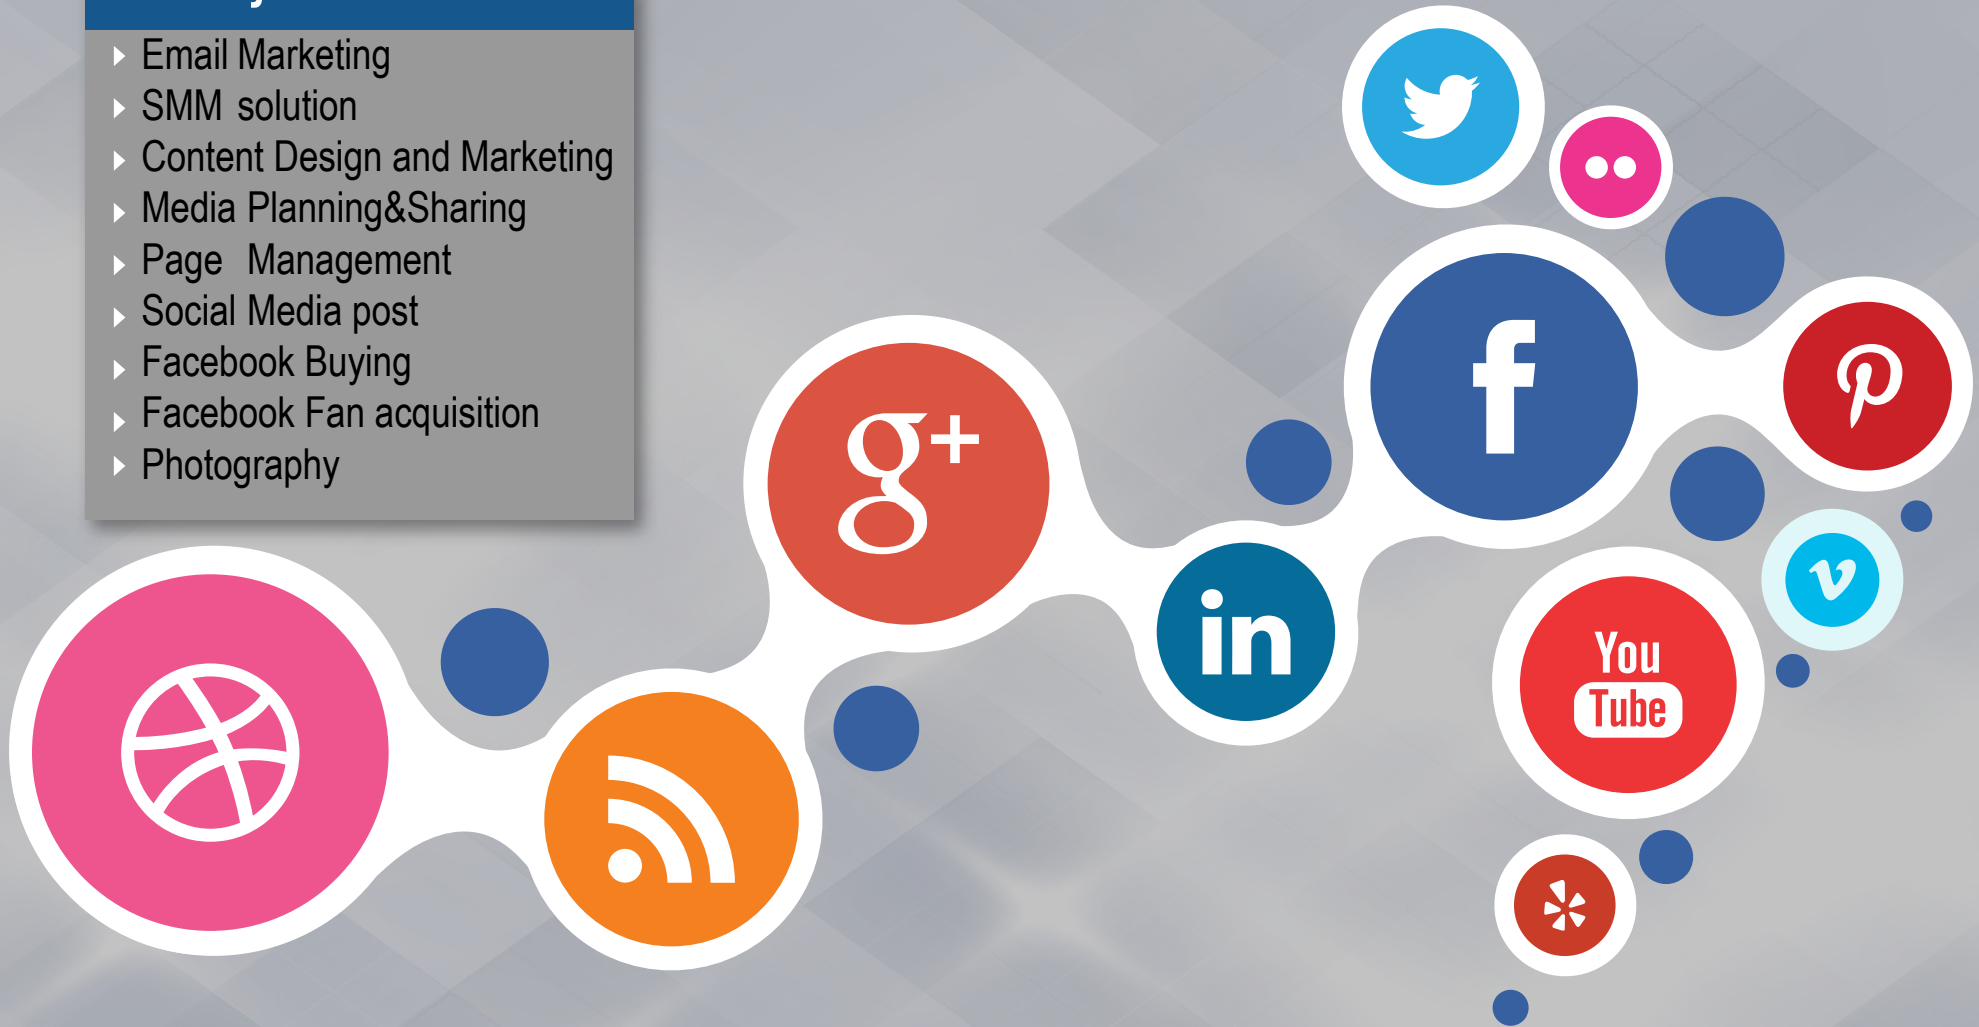 Email Marketing
SMM solution
Content Design and Marketing
Media Planning&Sharing
Page Management
Social Media post
Facebook Buying
Facebook Fan acquisition
Photography
g+
in
f
You
Tube